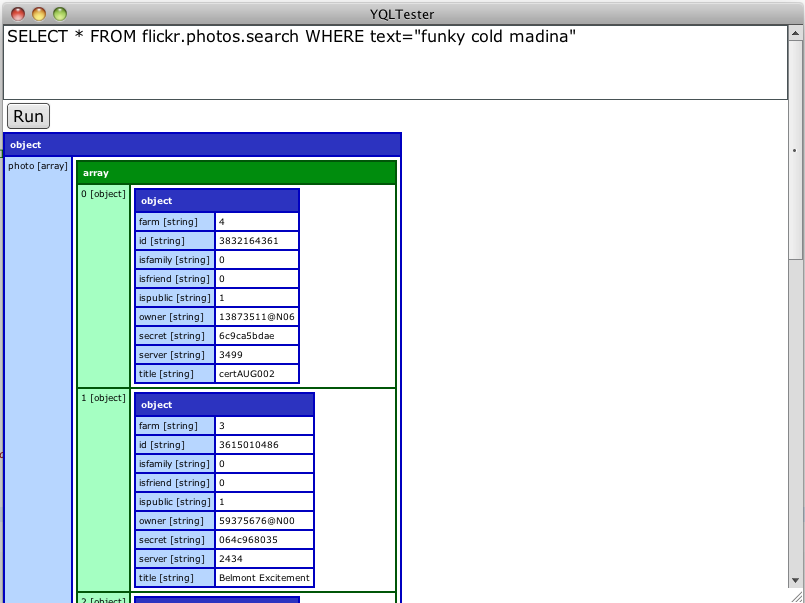 YQLTester
SELECT * FROM flickr.photos.search WHERE text="funky cold madina"
Run
object
photo [array]
array
0 [object]
object
farm [string] 4
id [string] 3832164361
isfamily [string] 0
isfriend [string] 0
ispublic [string] 1
owner [string] 13873511@N06
secret [string] 6c9ca5bdae
server [string] 3499
title [string] certAUG002
1 [object]
object
farm [string] 3
id [string] 3615010486
isfamily [string] 0
isfriend [string] 0
ispublic [string] 1
owner [string] 59375676@N00
secret [string] 064c968035
server [string] 2434
title [string] Belmont Excitement
2 [object]